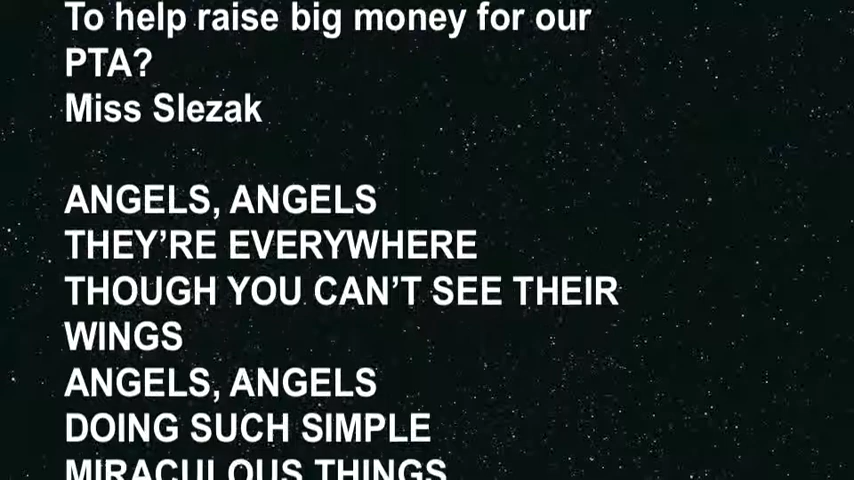 To help raise big money for our
PTA?
Miss Slezak
ANGELS, ANGELS
THEY’RE EVERYWHERE
THOUGH YOU CAN’T SEE THEIR
WINGS
ANGELS, ANGELS
DOING SUCH SIMPLE
MIRACULOUS THINGS